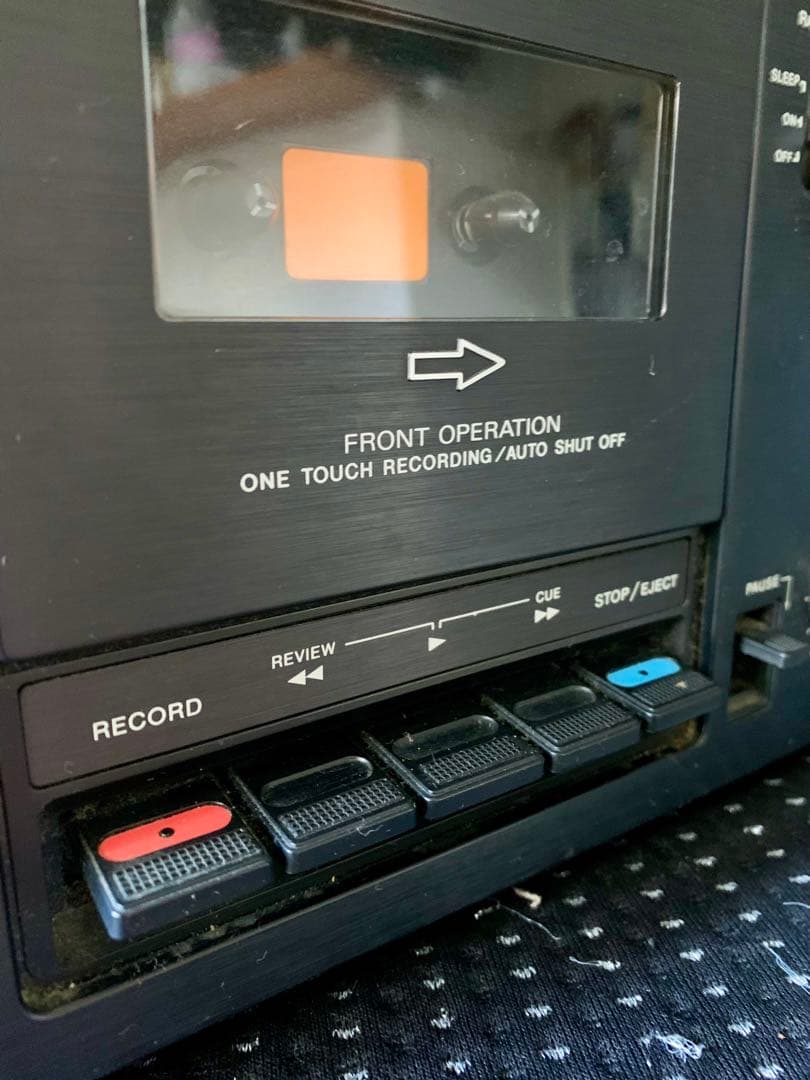 SLEEP
ON
OFF
FRONT OPERATION
ONE TOUCH RECORDING/AUTO SHUT OFF
PAUSE
RECORD
REVIEW
CUE
STOP/EJECT